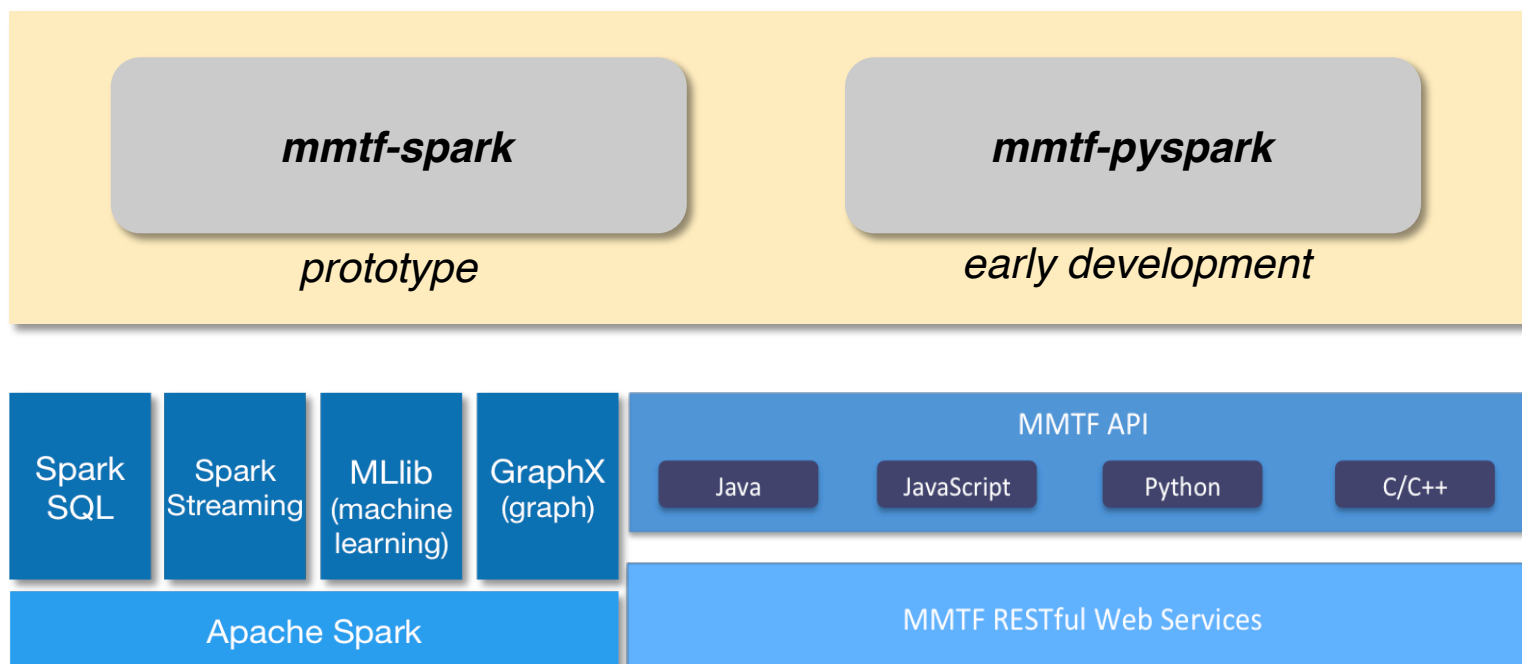 mmtf-spark
mmtf-pyspark
prototype
early development
Spark
SQL
Spark
Streaming
MLlib
(machine
learning)
GraphX
(graph)
MMTF API
Java
JavaScript
Python
C/C++
Apache Spark
MMTF RESTful Web Services